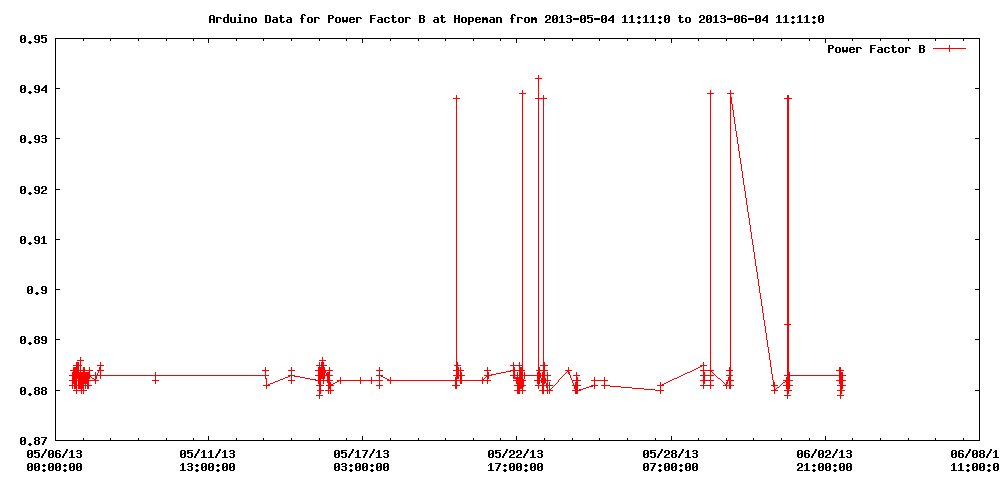 Arduino Data for Power Factor B at Hopeman from 2013-05-04 11:11:0 to 2013-06-04 11:11:0
Power Factor B
0.95
0.94
0.93
0.92
0.91
0.9
0.89
0.88
0.87
05/06/13 05/11/13 05/17/13 05/22/13 05/28/13 06/02/13 06/08/1
00:00:00 13:00:00 03:00:00 17:00:00 07:00:00 21:00:00 11:00:0